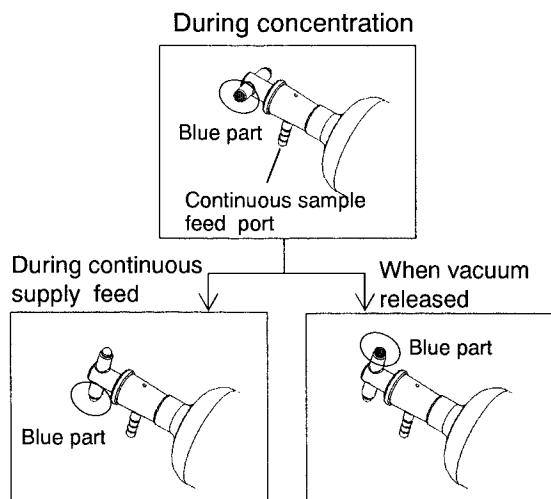 During concentration
Blue part
Continuous sample
feed port
During continuous
supply feed
When vacuum
released
Blue part
Blue part